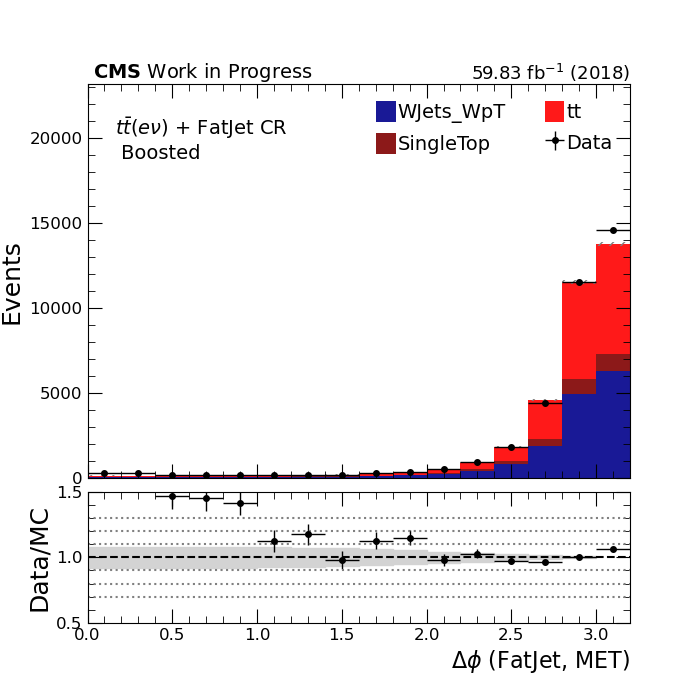 CMS Work in Progress
59.83 fb⁻¹ (2018)
tt̄(eν) + FatJet CR
Boosted
WJets_WpT
tt
SingleTop
Data
Events
20000
15000
10000
5000
0
Data/MC
1.5
1.0
0.5
0.0 0.5 1.0 1.5 2.0 2.5 3.0
Δϕ (FatJet, MET)